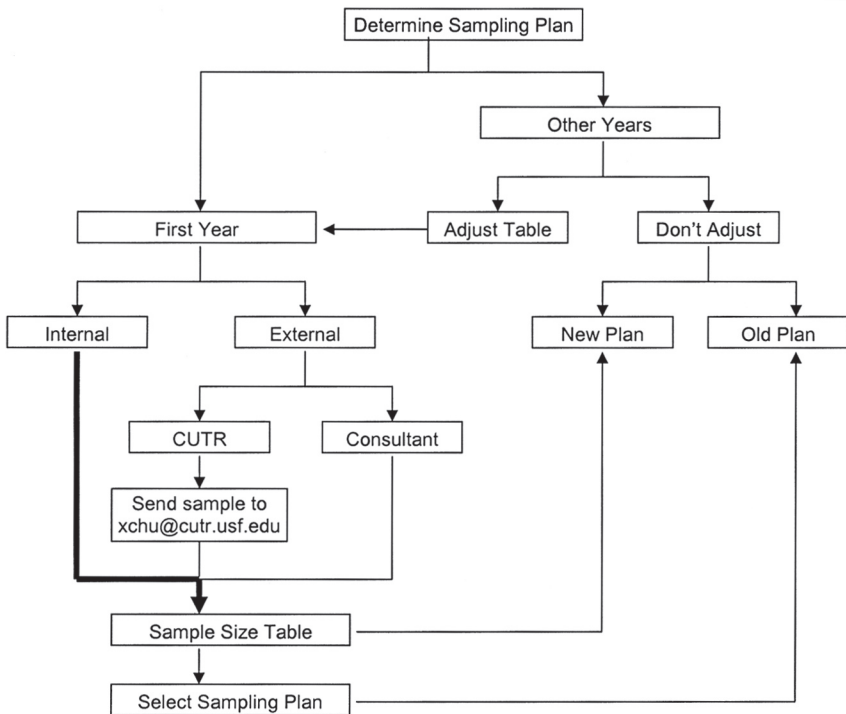 Determine Sampling Plan
Other Years
First Year
Adjust Table
Don't Adjust
Internal
External
New Plan
Old Plan
CUTR
Consultant
Send sample to
xchu@cutr.usf.edu
Sample Size Table
Select Sampling Plan